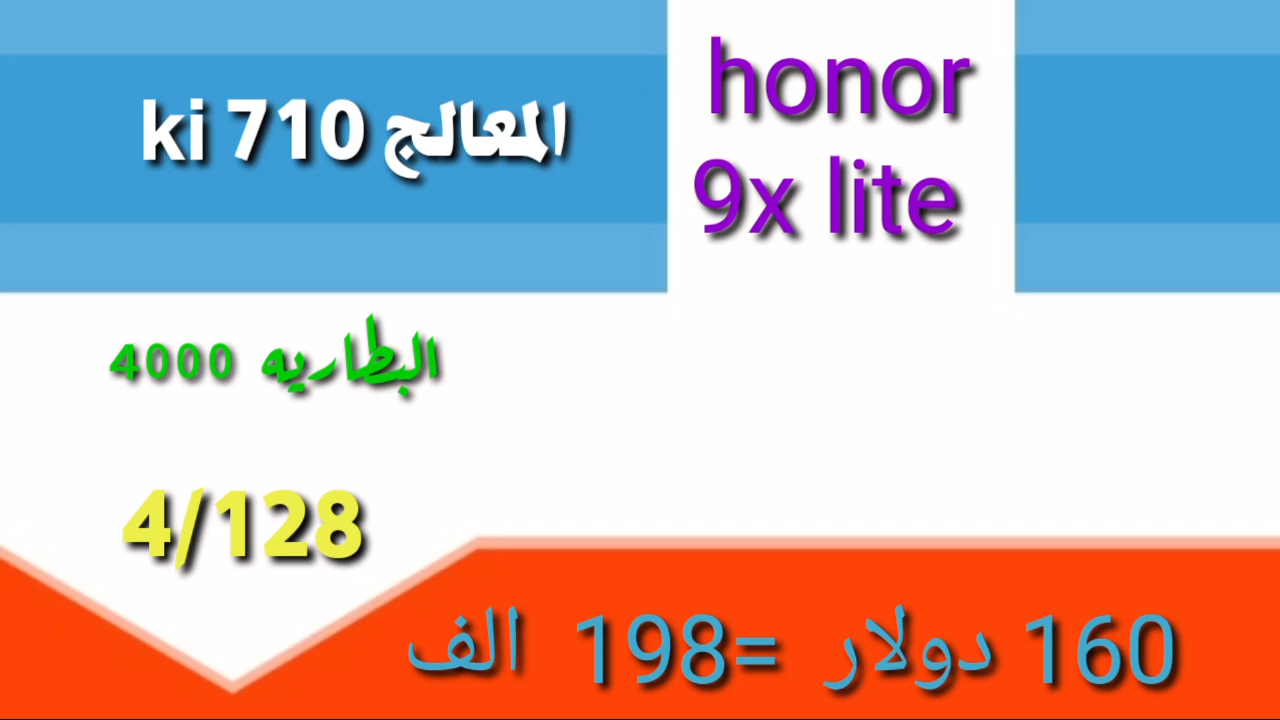 honor
9x lite
المعالج ki 710
البطاريه 4000
4/128
160 دولار =198 الف